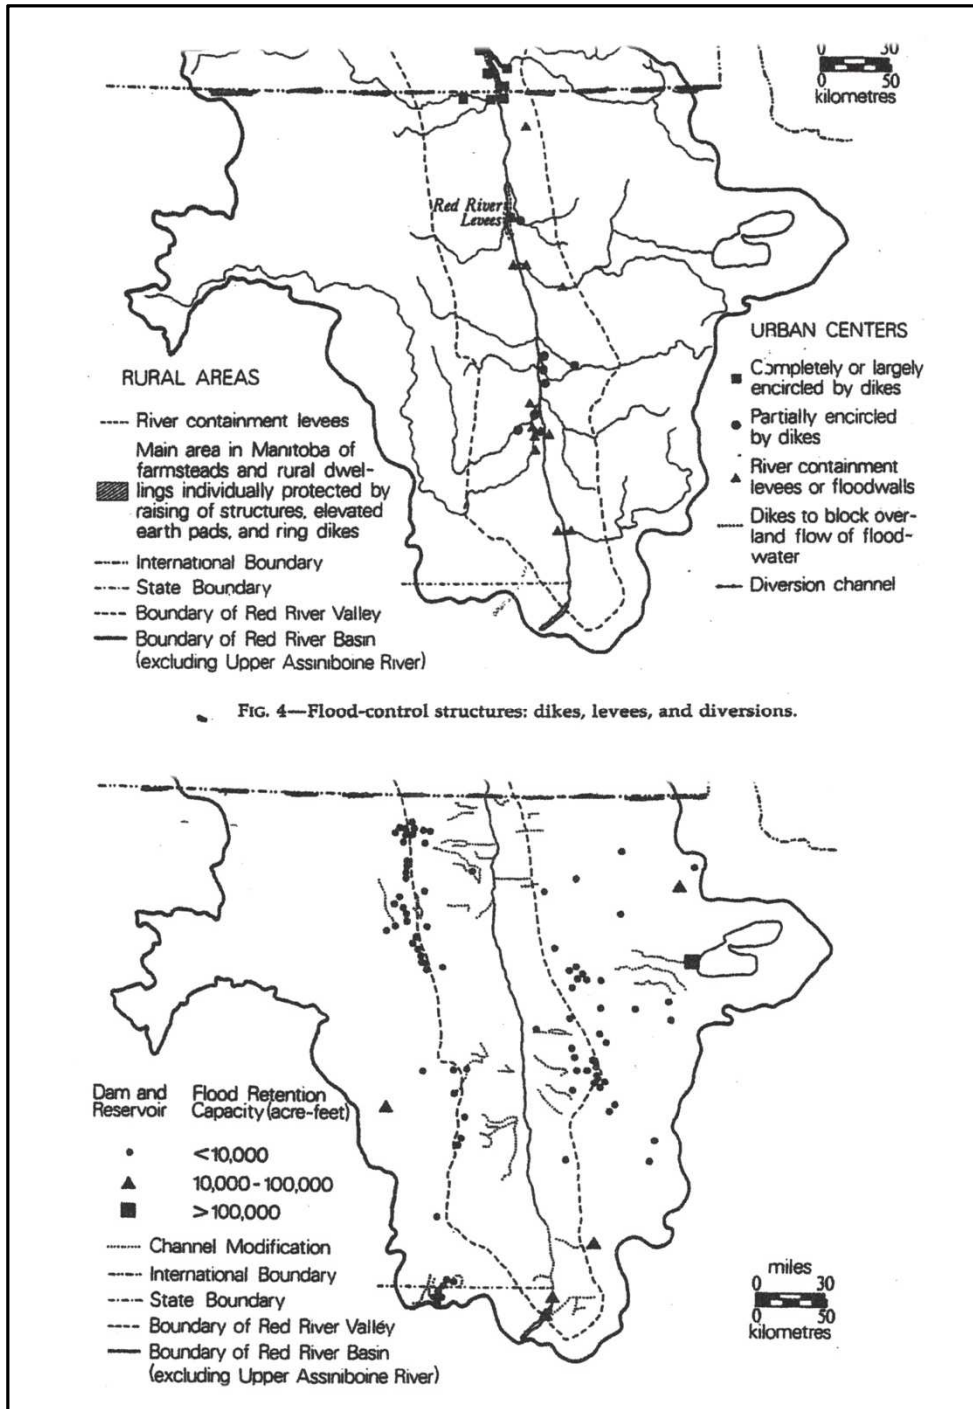 0 30
0 50
kilometres
Red River
Levees
RURAL AREAS
River containment levees
Main area in Manitoba of
farmsteads and rural dwel-
lings individually protected by
raising of structures, elevated
earth pads, and ring dikes
International Boundary
State Boundary
Boundary of Red River Valley
Boundary of Red River Basin
(excluding Upper Assiniboine River)
URBAN CENTERS
Completely or largely
encircled by dikes
Partially encircled
by dikes
River containment
levees or floodwalls
Dikes to block over-
land flow of flood-
water
Diversion channel
FIG. 4—Flood-control structures: dikes, levees, and diversions.
Dam and Reservoir
Flood Retention Capacity (acre-feet)
<10,000
10,000-100,000
>100,000
Channel Modification
International Boundary
State Boundary
Boundary of Red River Valley
Boundary of Red River Basin
(excluding Upper Assiniboine River)
miles
0 30
0 50
kilometres